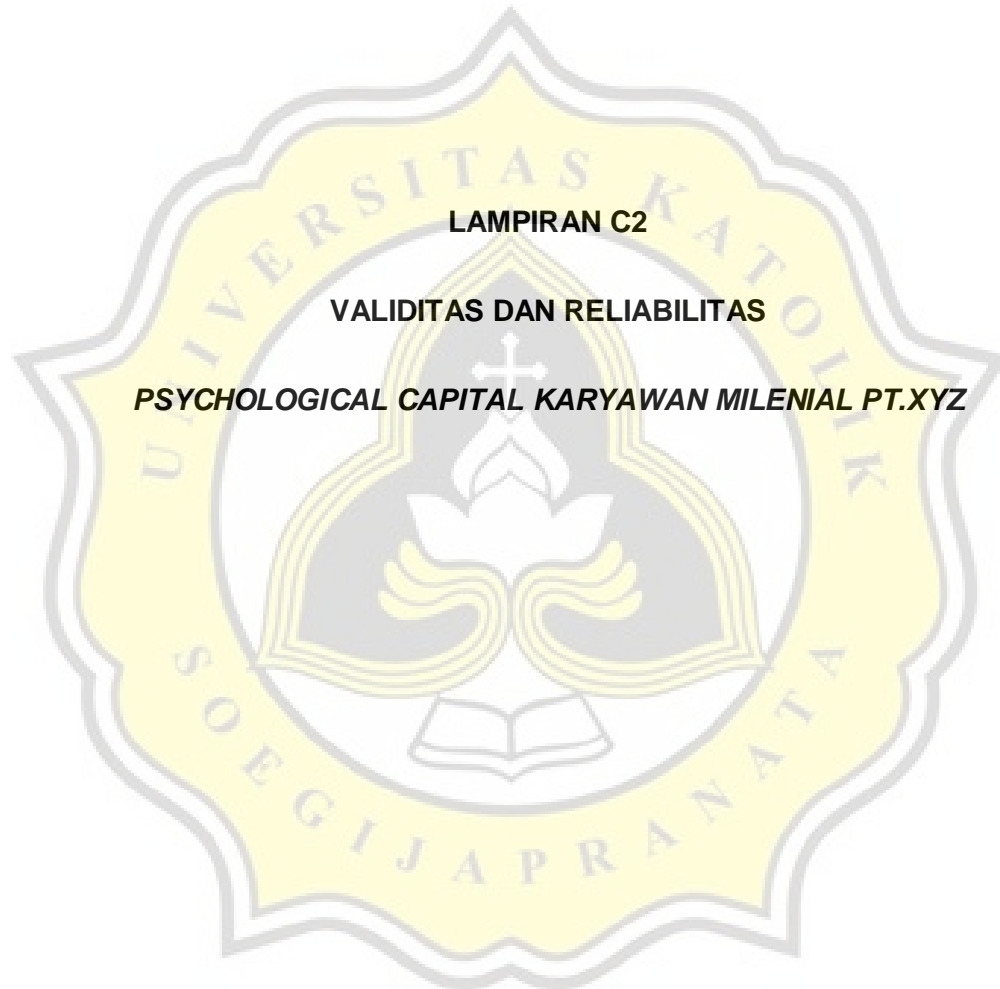 LAMPIRAN C2
VALIDITAS DAN RELIABILITAS
PSYCHOLOGICAL CAPITAL KARYAWAN MILENIAL PT.XYZ
UNIVERSITAS KATOLIK
SOEGIJAPRANATA